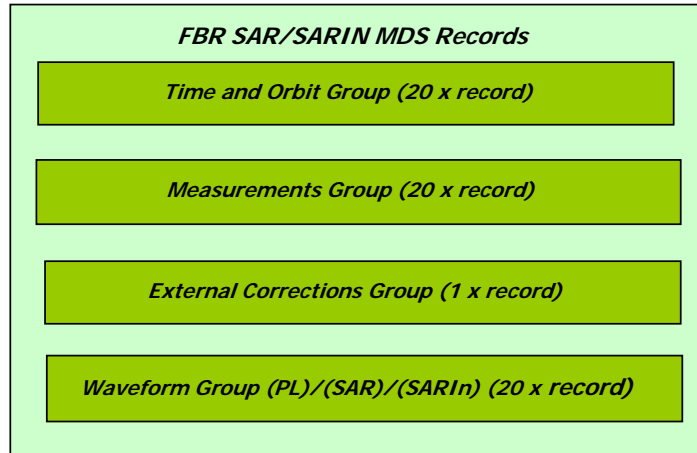 FBR SAR/SARIN MDS Records
Time and Orbit Group (20 x record)
Measurements Group (20 x record)
External Corrections Group (1 x record)
Waveform Group (PL)/(SAR)/(SARIn) (20 x record)